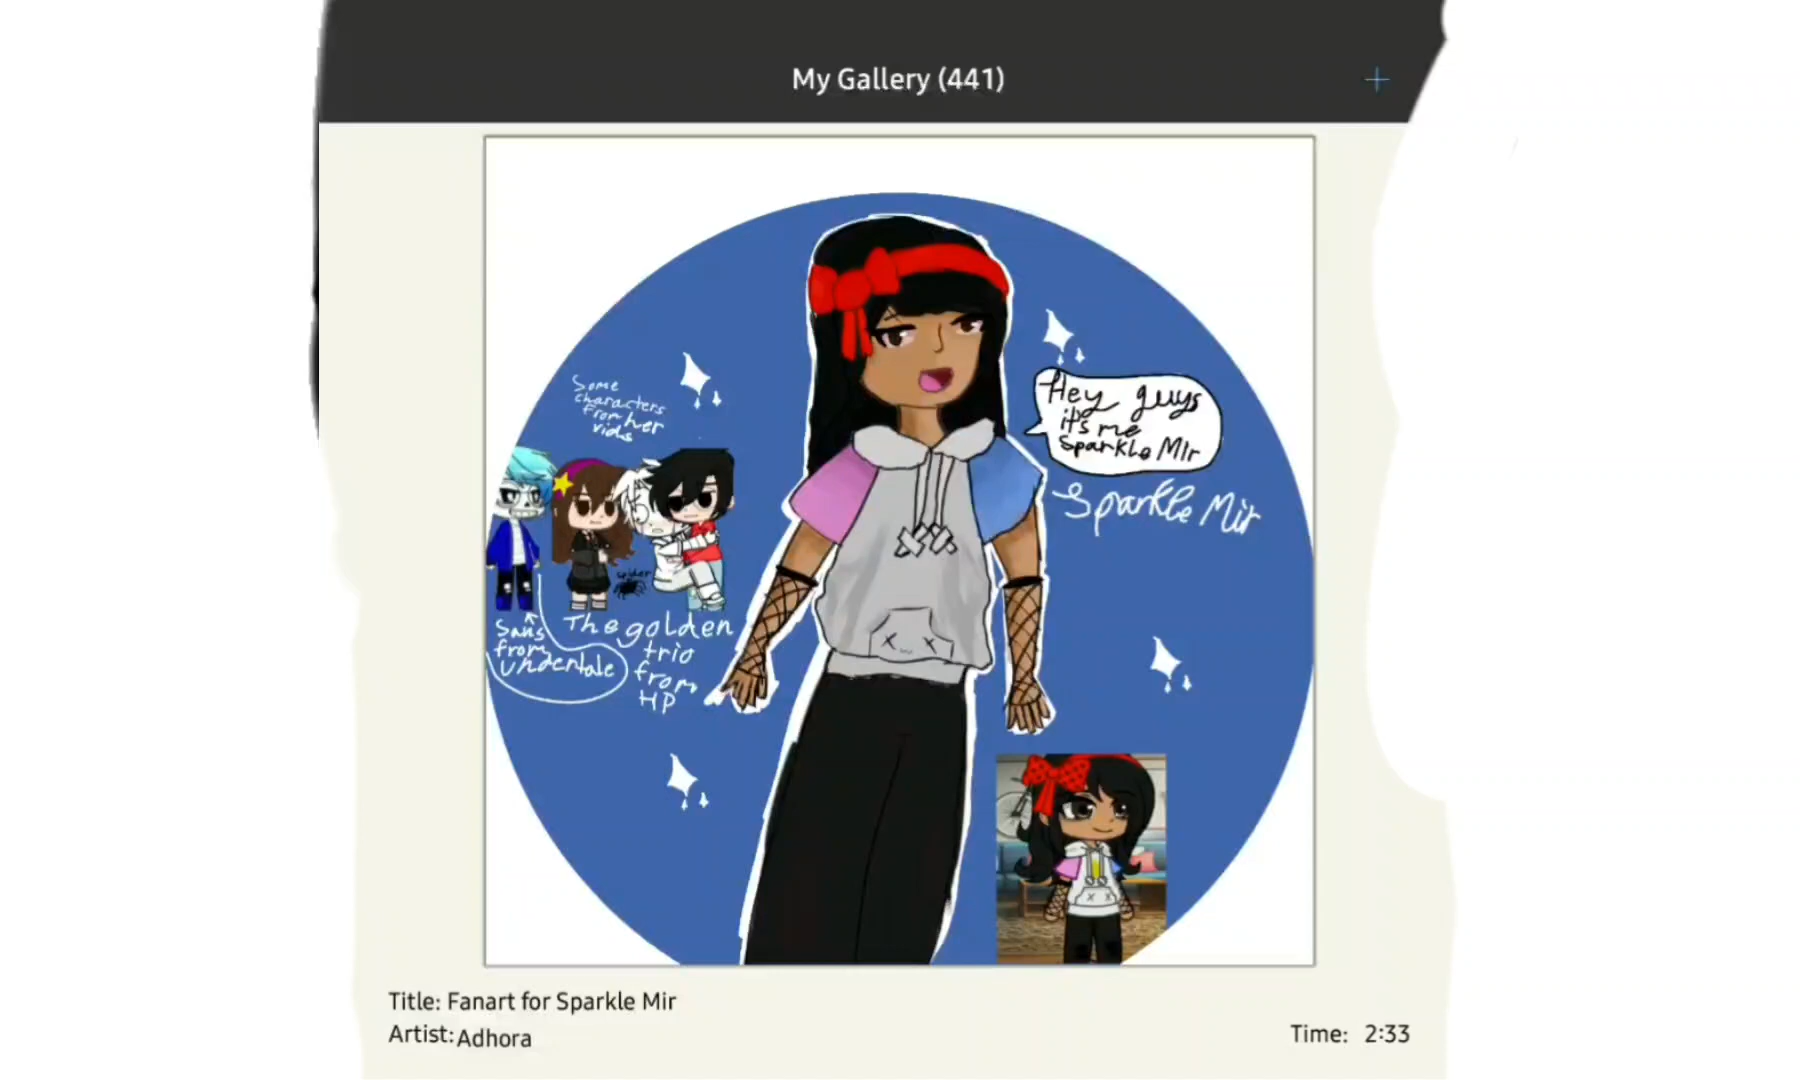 My Gallery (441)
Some
characters
from her
vids
Hey guys
it's me
Sparkle Mir
Sparkle Mir
spider
Sans
from
Undertale
The golden
trio
from
HP
Title: Fanart for Sparkle Mir
Artist: Adhora
Time: 2:33